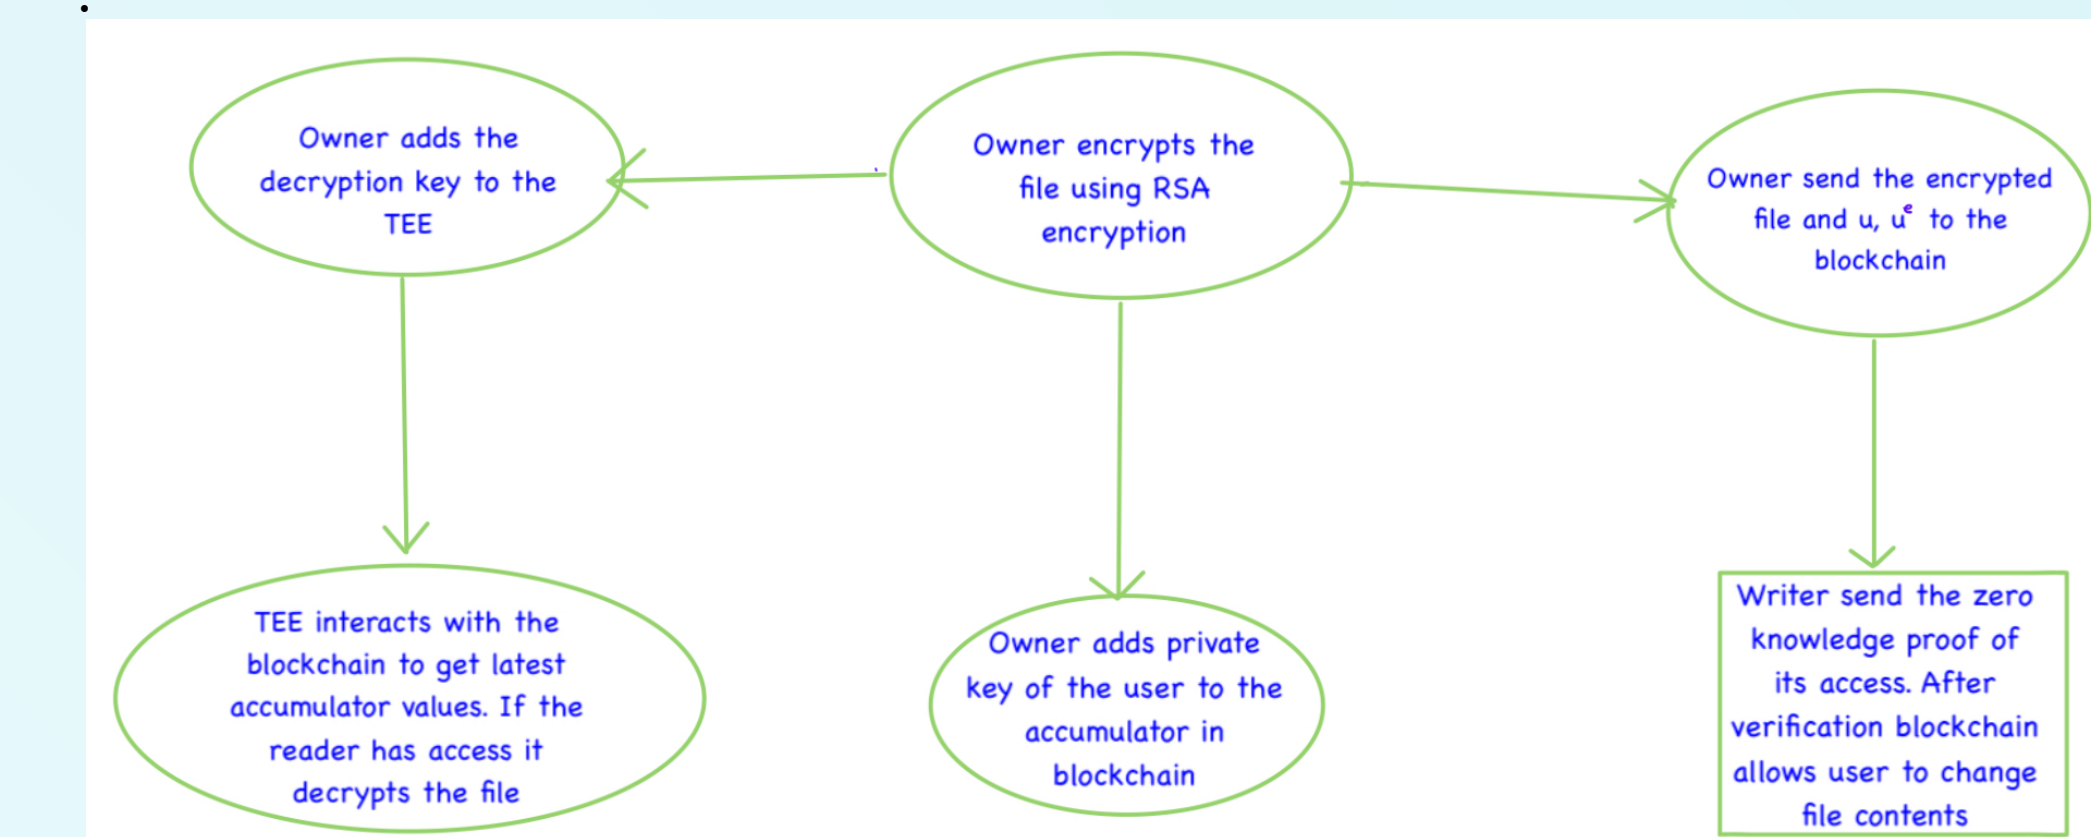 Owner adds the
decryption key to the
TEE
Owner encrypts the
file using RSA
encryption
Owner send the encrypted
file and u, uᵉ to the
blockchain
TEE interacts with the
blockchain to get latest
accumulator values. If the
reader has access it
decrypts the file
Owner adds private
key of the user to the
accumulator in
blockchain
Writer send the zero
knowledge proof of
its access. After
verification blockchain
allows user to change
file contents